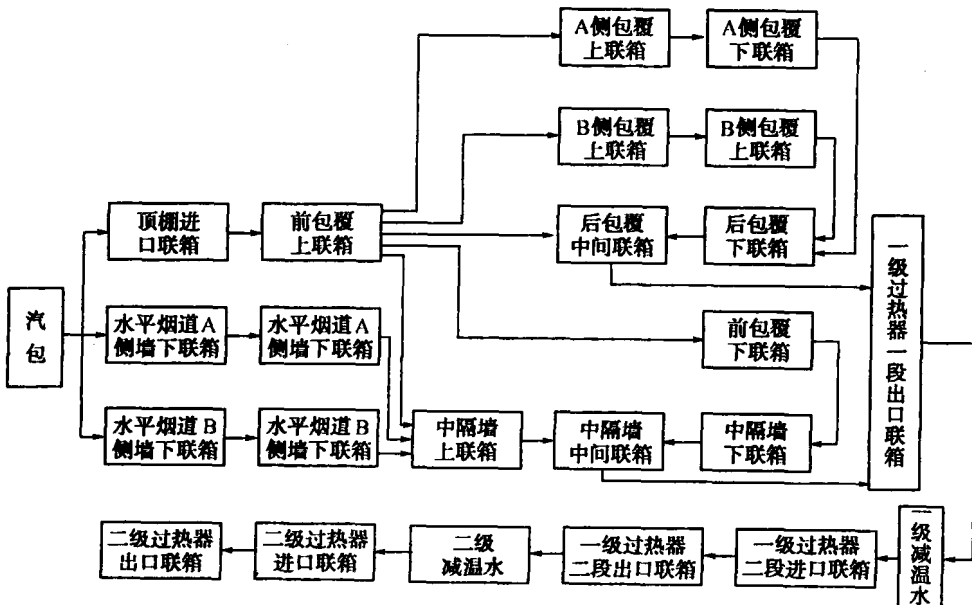 A侧包覆
上联箱
A侧包覆
下联箱
B侧包覆
上联箱
B侧包覆
上联箱
顶棚进
口联箱
前包覆
上联箱
后包覆
中间联箱
后包覆
下联箱
一级过热器一段出口联箱
汽
包
水平烟道A
侧墙下联箱
水平烟道A
侧墙下联箱
前包覆
下联箱
水平烟道B
侧墙下联箱
水平烟道B
侧墙下联箱
中隔墙
上联箱
中隔墙
中间联箱
中隔墙
下联箱
二级过热器
出口联箱
二级过热器
进口联箱
二级
减温水
一级过热器
二段出口联箱
一级过热器
二段进口联箱
一级减温水